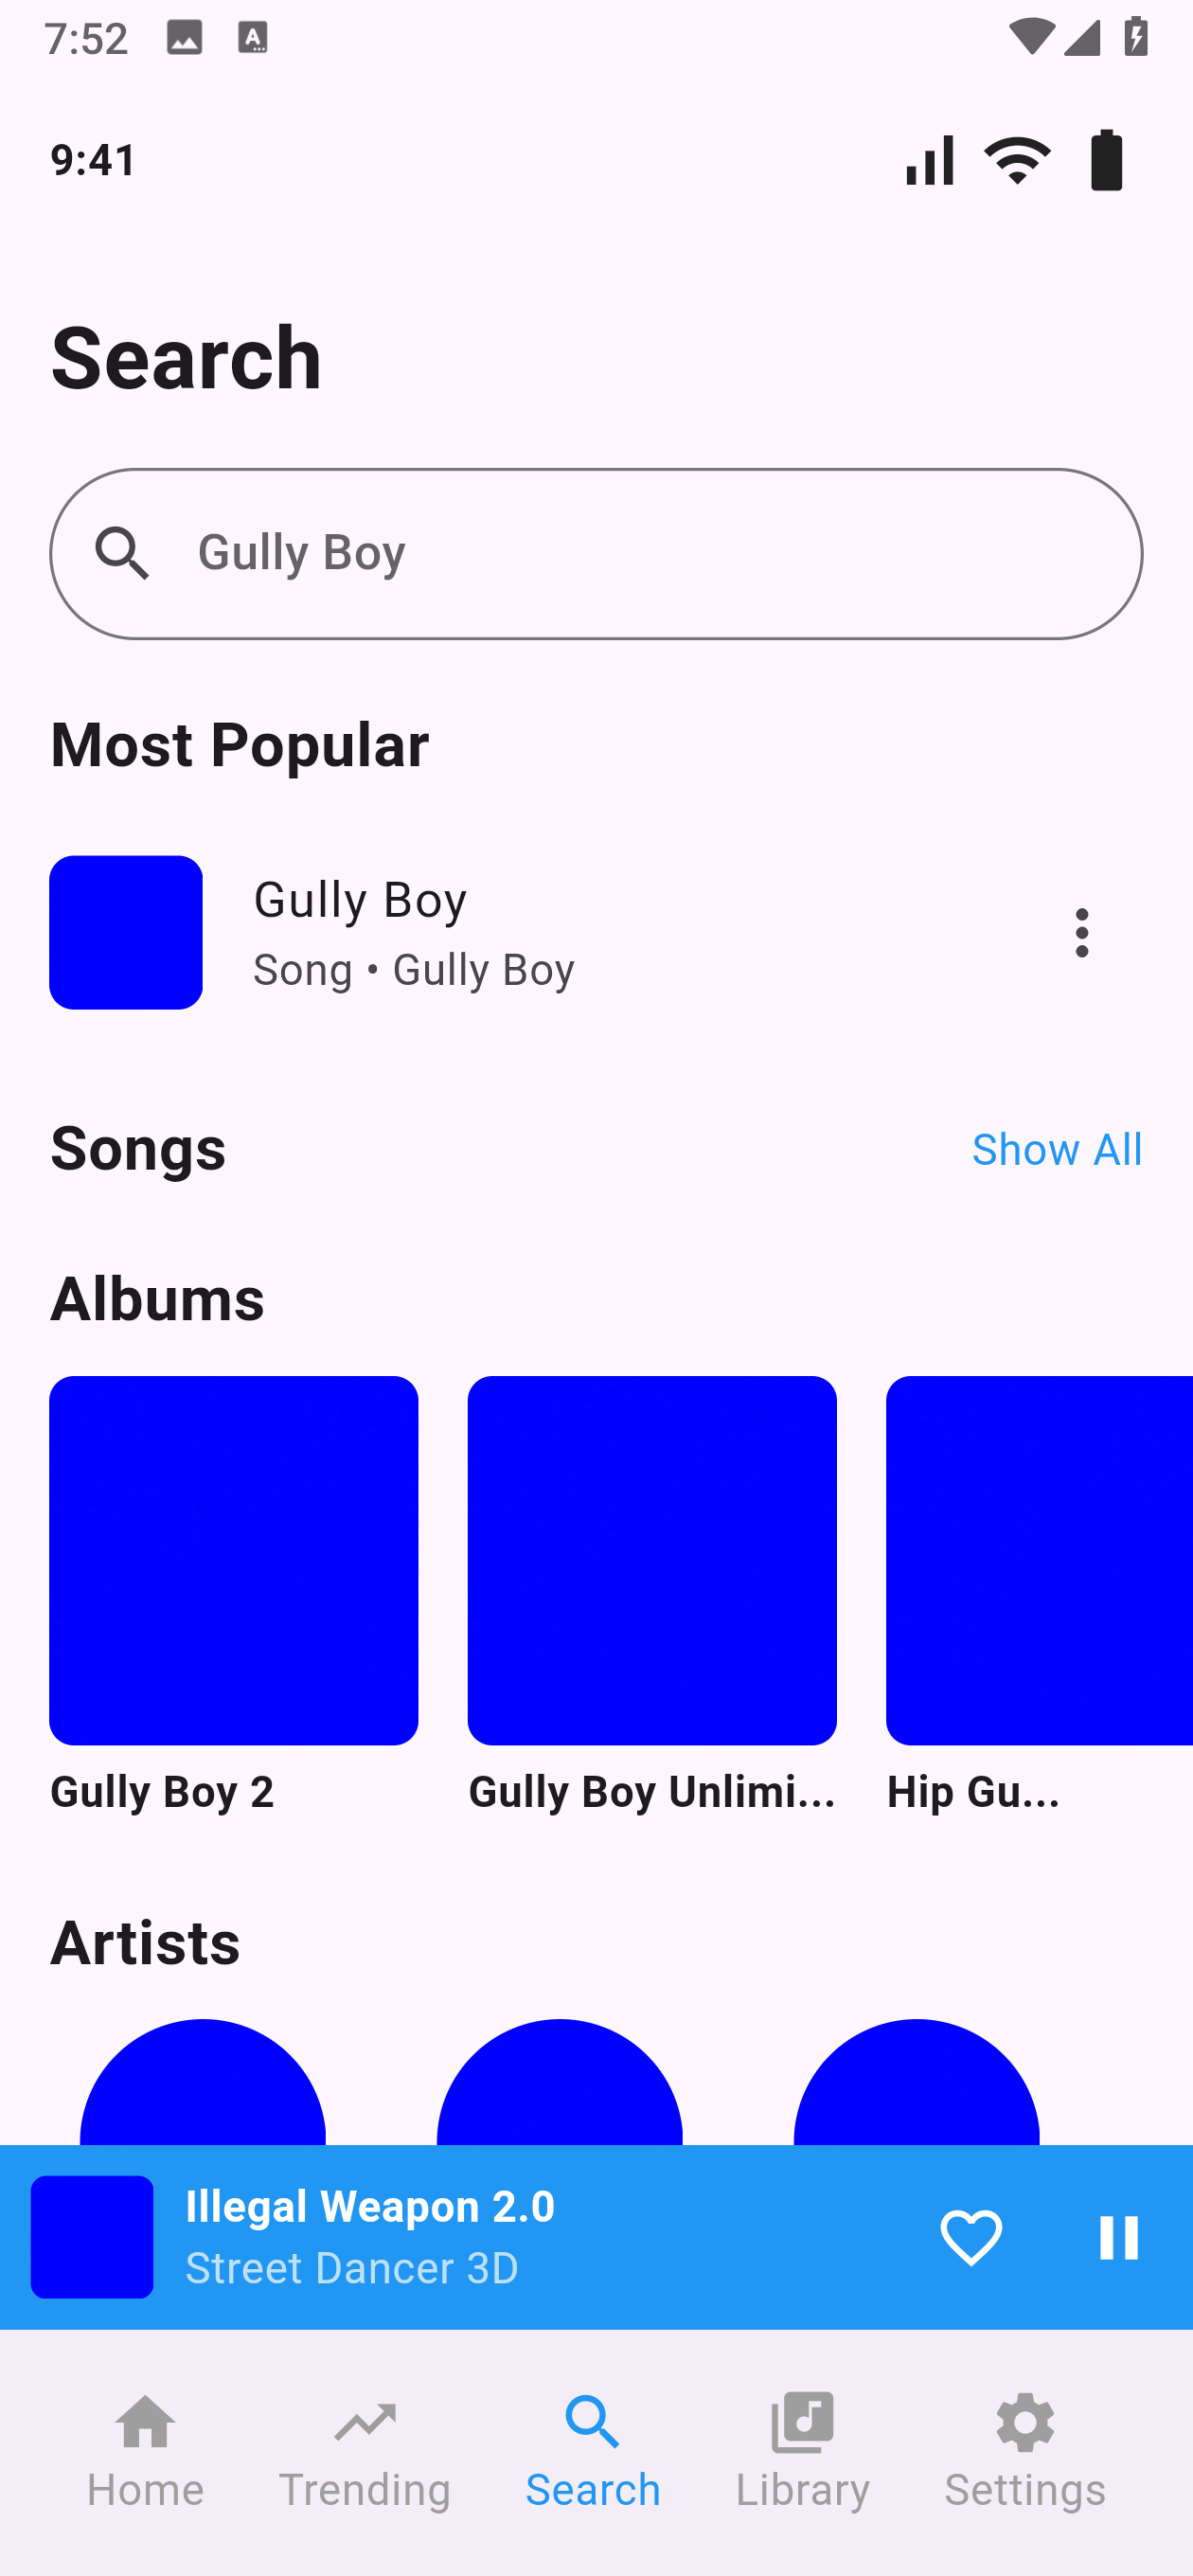 7:52
9:41
Search
Gully Boy
Most Popular
Gully Boy
Song • Gully Boy
Songs
Show All
Albums
Gully Boy 2
Gully Boy Unlimi...
Hip Gu...
Artists
Illegal Weapon 2.0
Street Dancer 3D
Home
Trending
Search
Library
Settings